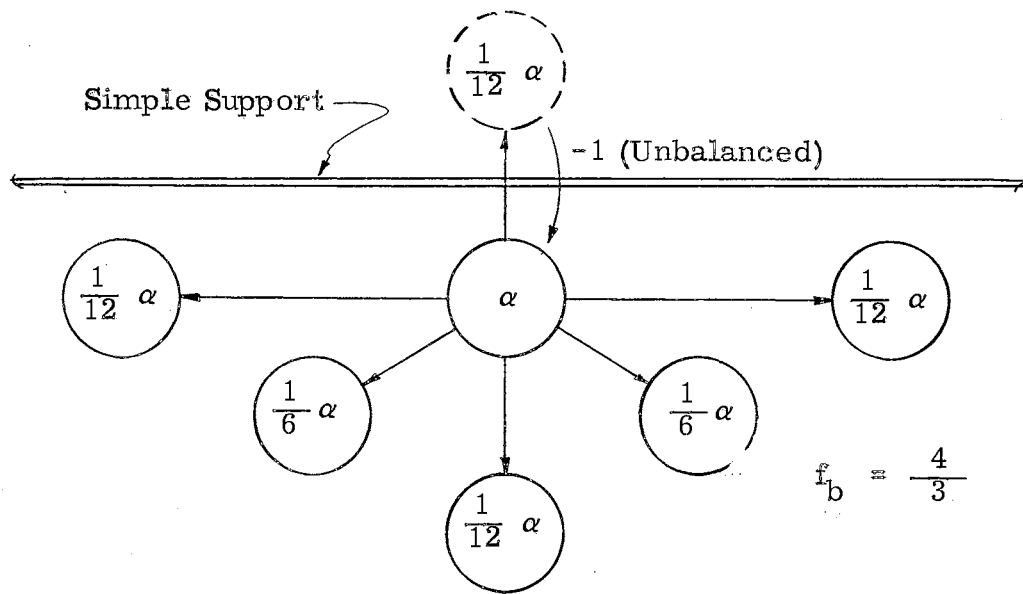 1/12 α
Simple Support
-1 (Unbalanced)
1/12 α
α
1/12 α
1/6 α
1/6 α
f_b = 4/3
1/12 α